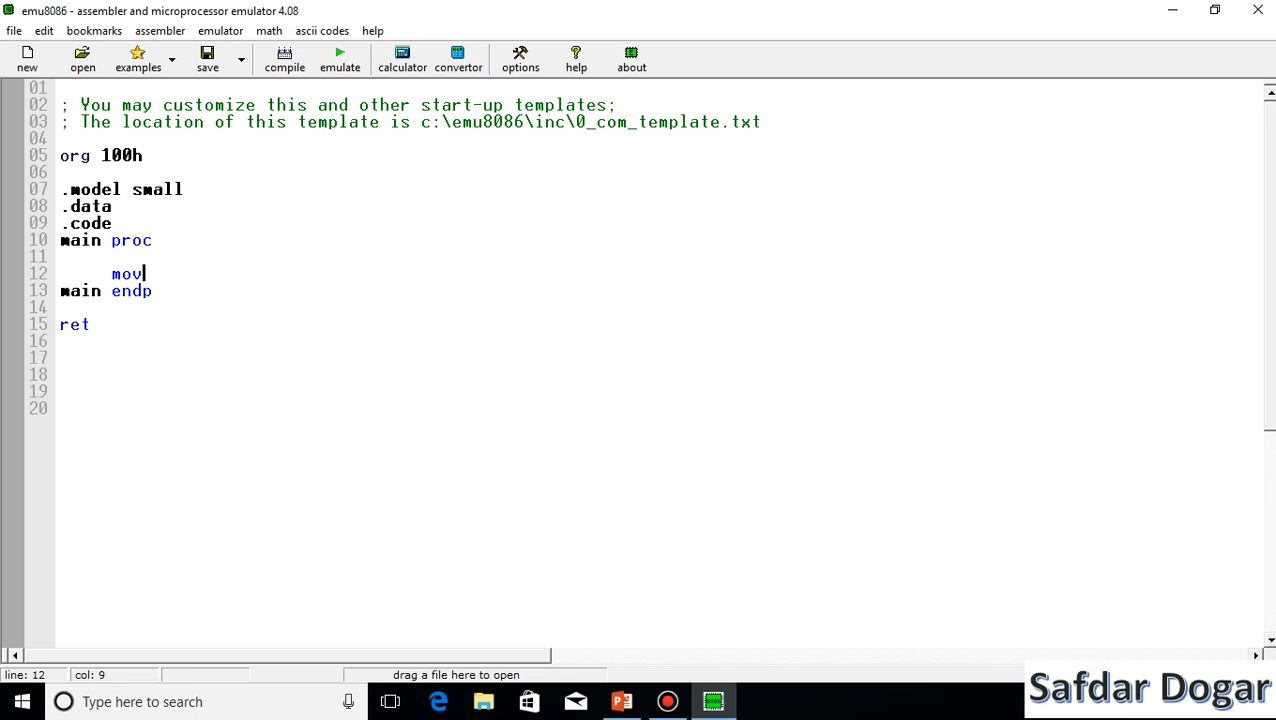 emu8086 - assembler and microprocessor emulator 4.08
file edit bookmarks assembler emulator math ascii codes help
new open examples save compile emulate calculator convertor options help about
01
02 ; You may customize this and other start-up templates;
03 ; The location of this template is c:\emu8086\inc\0_com_template.txt
04
05 org 100h
06
07 .model small
08 .data
09 .code
10 main proc
11
12 mov
13 main endp
14
15 ret
16
17
18
19
20
line: 12 col: 9 drag a file here to open
Type here to search
Safdar Dogar